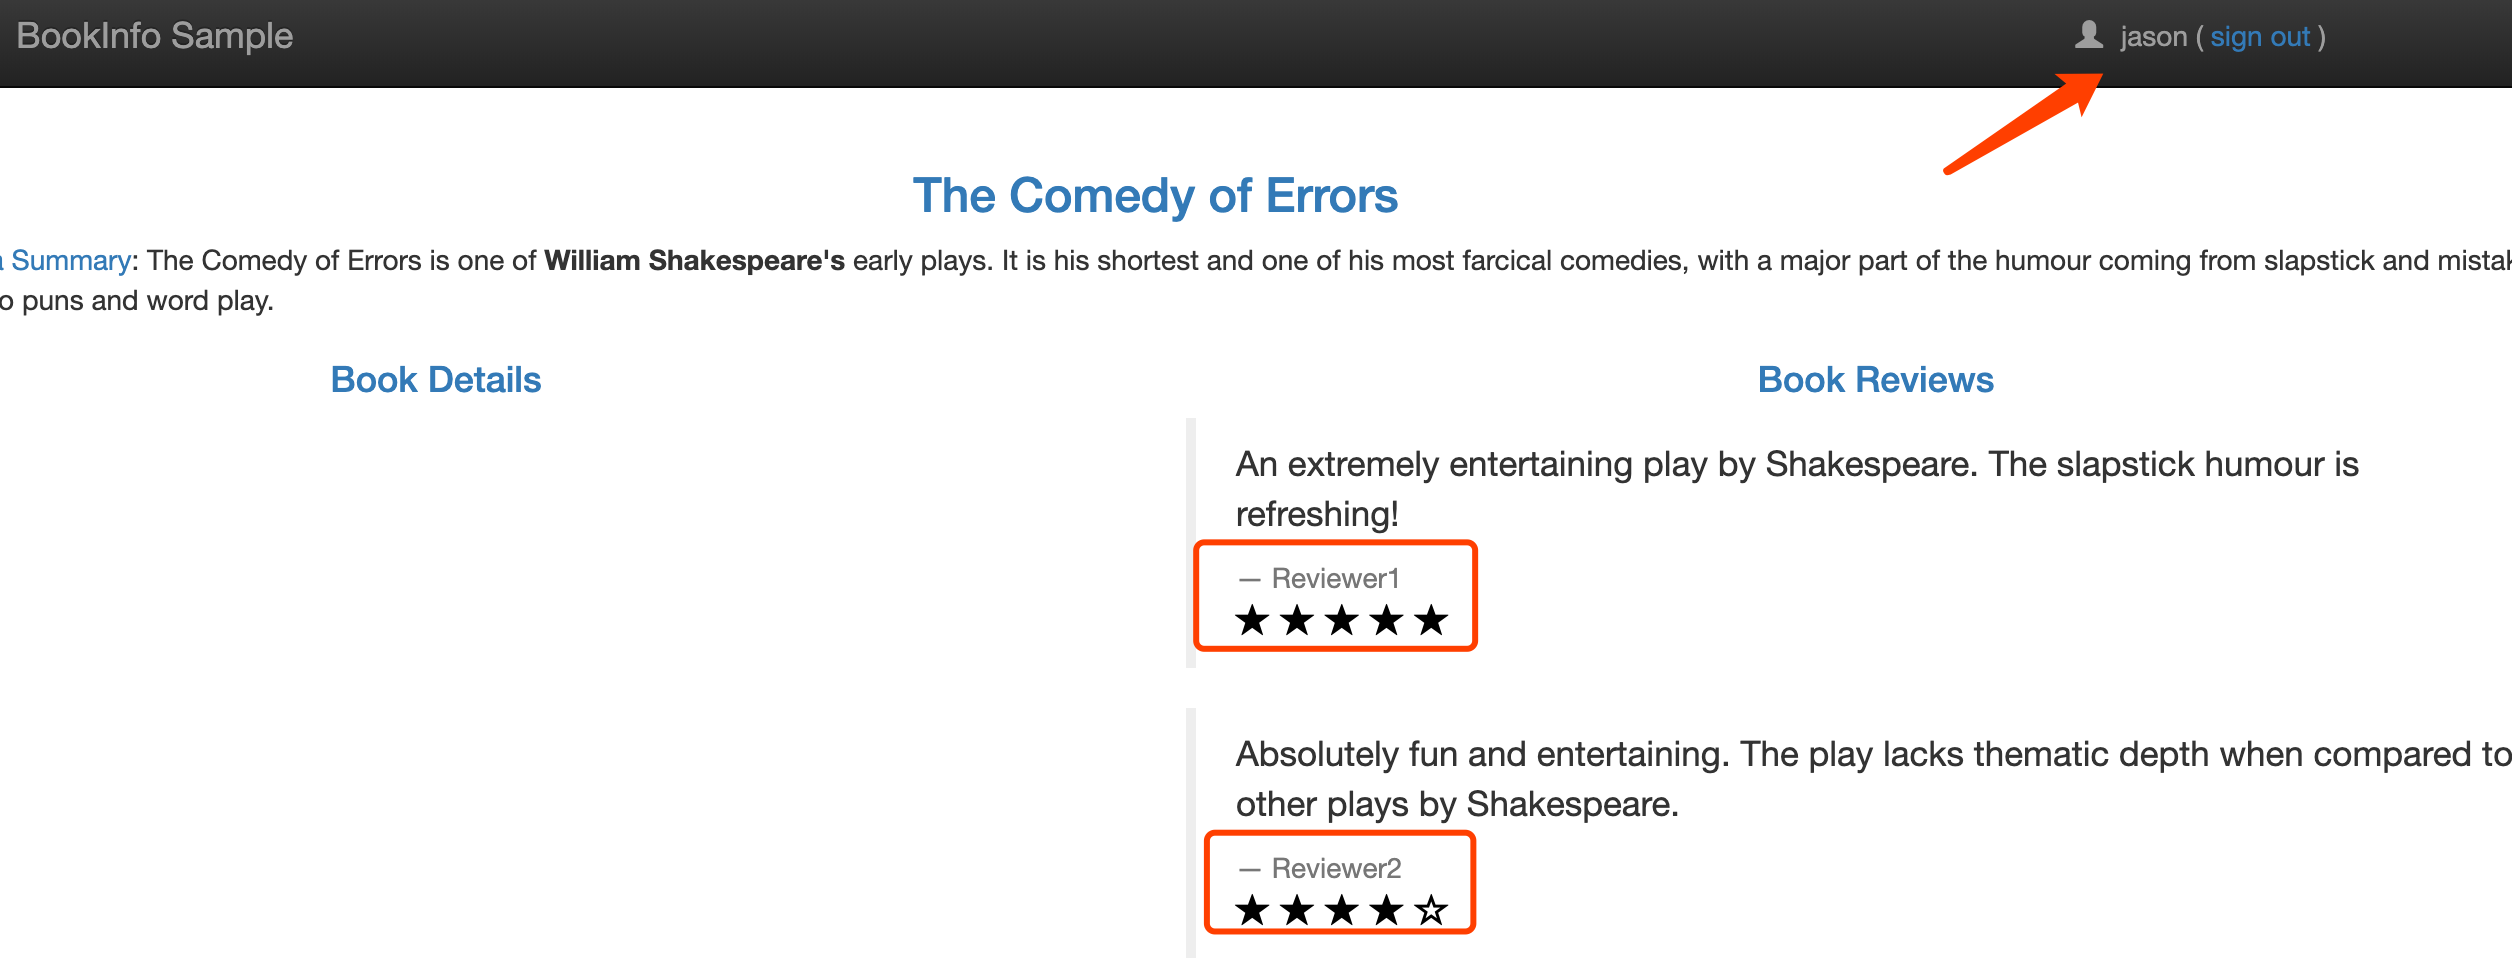 BookInfo Sample
jason ( sign out )
The Comedy of Errors
Summary: The Comedy of Errors is one of William Shakespeare's early plays. It is his shortest and one of his most farcical comedies, with a major part of the humour coming from slapstick and
puns and word play.
Book Details
Book Reviews
An extremely entertaining play by Shakespeare. The slapstick humour is
refreshing!
— Reviewer1
★★★★★
Absolutely fun and entertaining. The play lacks thematic depth when compared to
other plays by Shakespeare.
— Reviewer2
★★★★☆